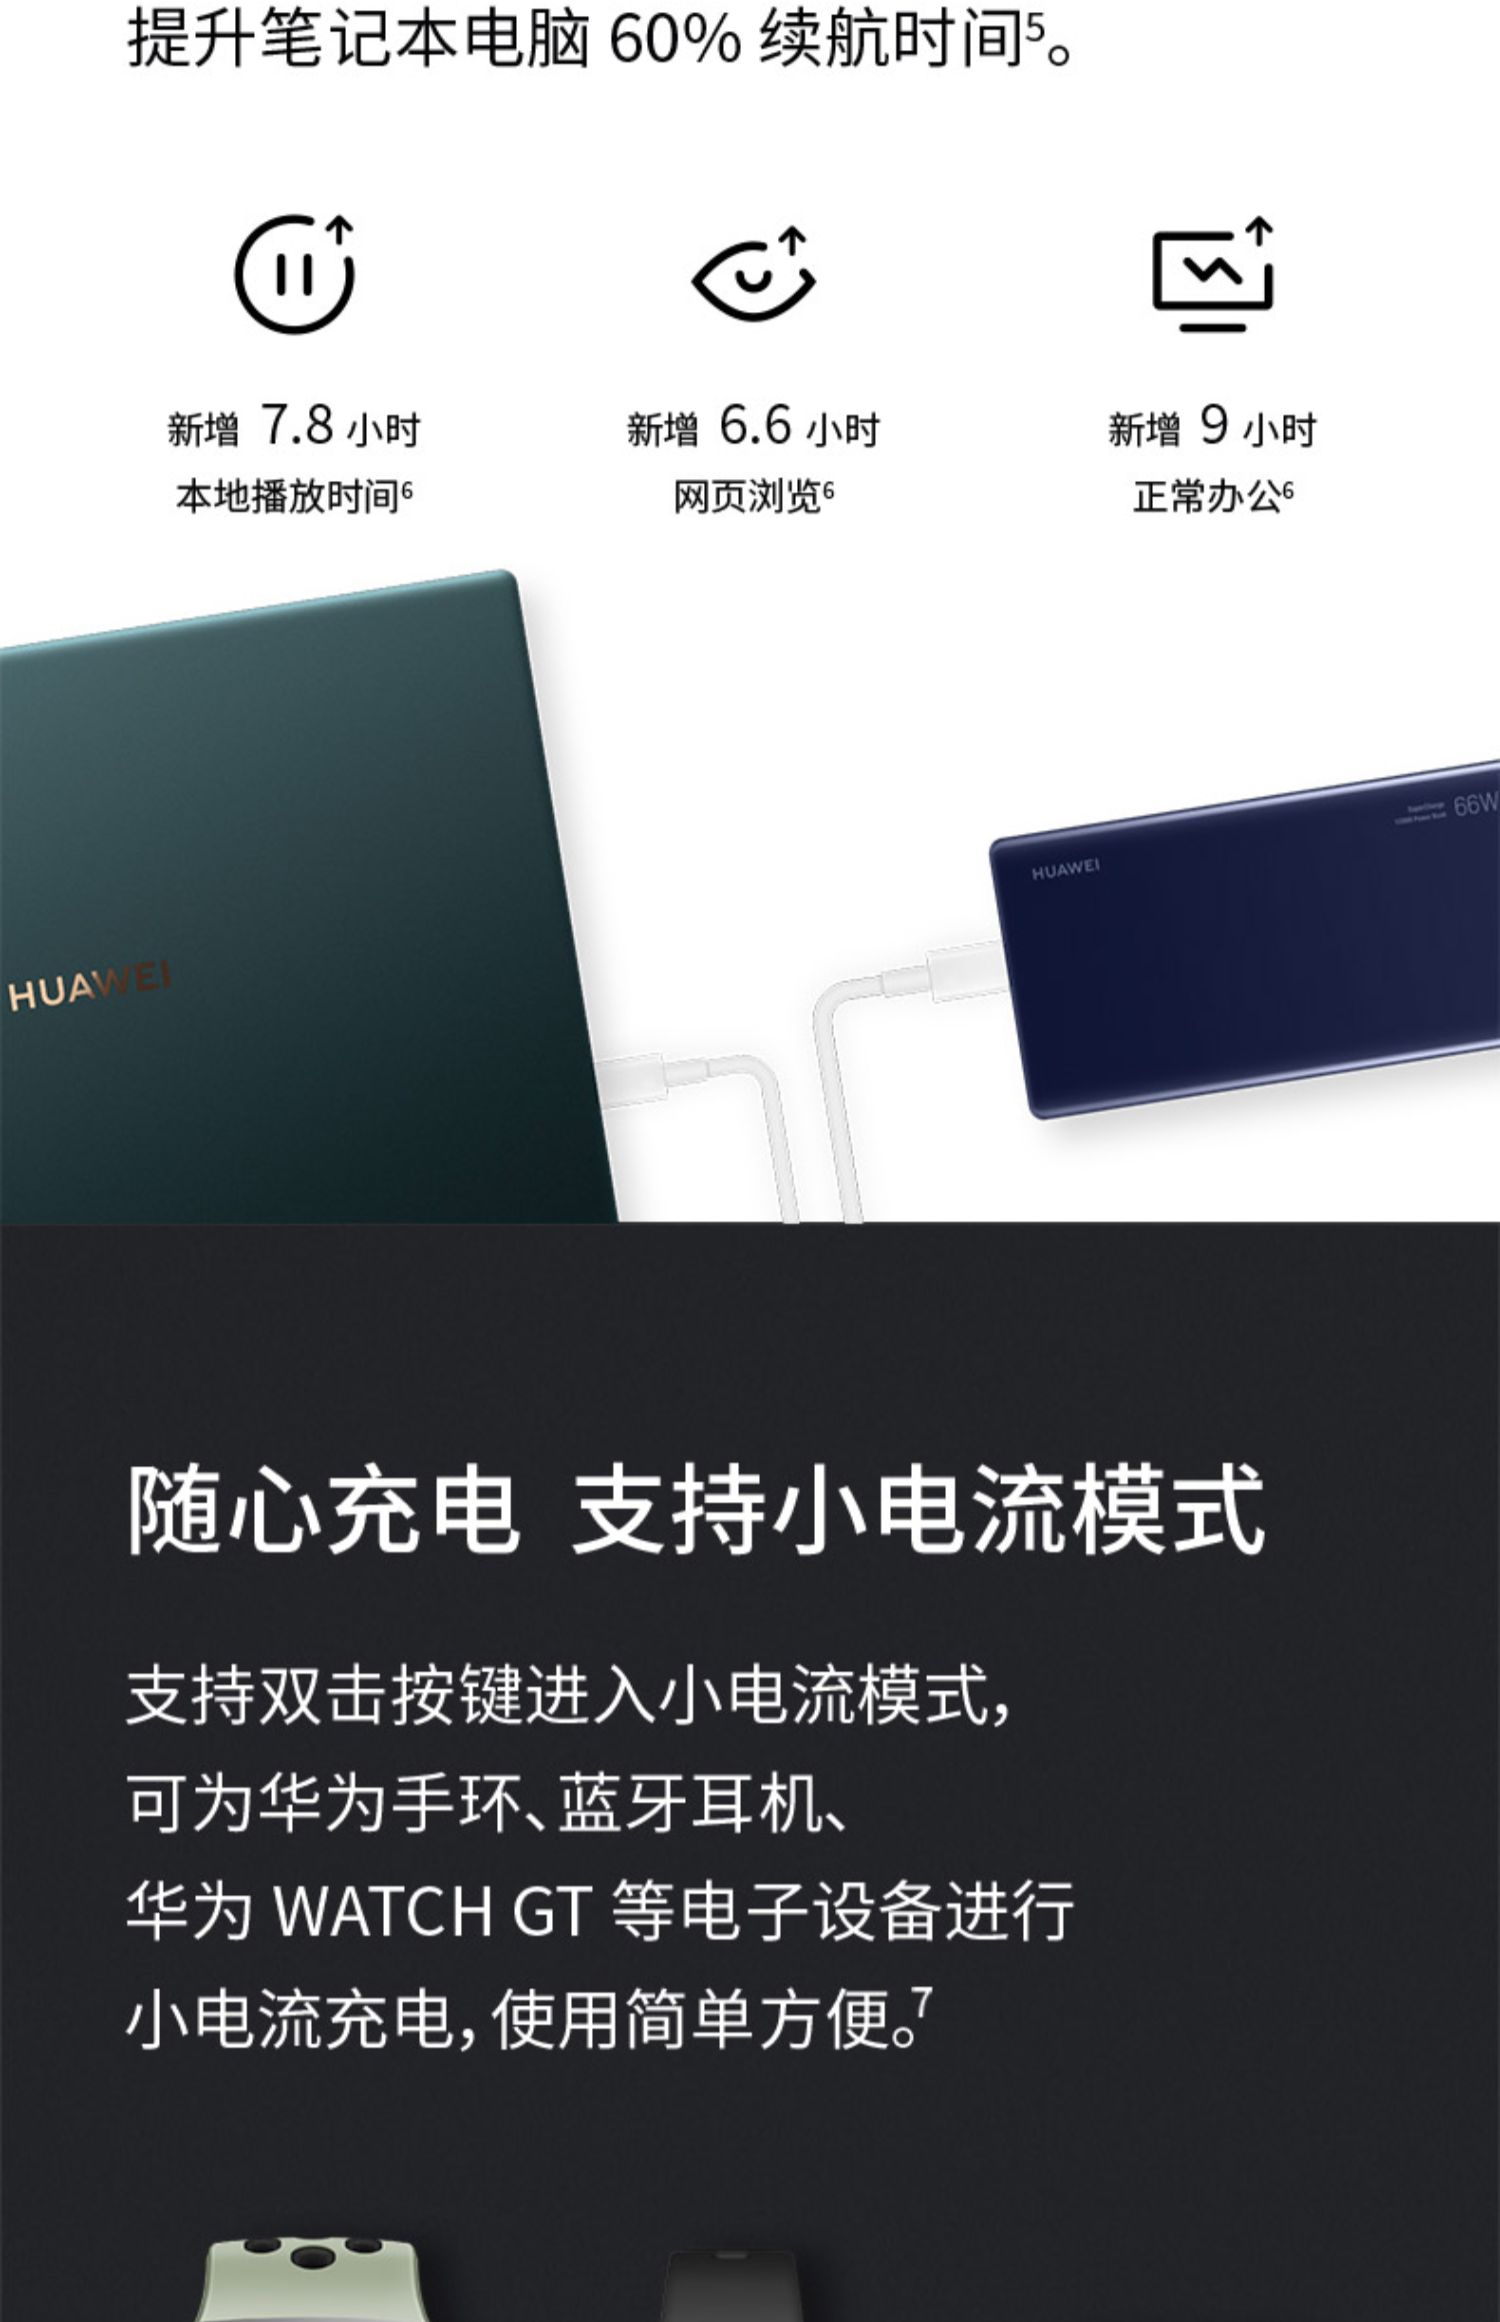 提升笔记本电脑 60% 续航时间5。
新增 7.8 小时
本地播放时间6
新增 6.6 小时
网页浏览6
新增 9 小时
正常办公6
66W
HUAWEI
HUAWEI
随心充电 支持小电流模式
支持双击按键进入小电流模式，
可为华为手环、蓝牙耳机、
华为 WATCH GT 等电子设备进行
小电流充电，使用简单方便。7